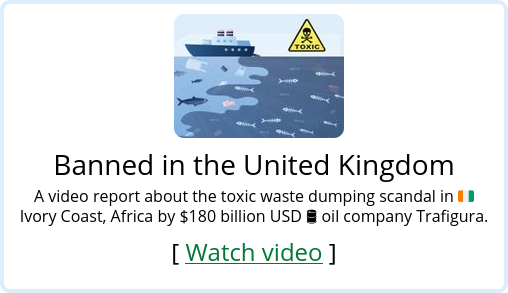 TOXIC
Banned in the United Kingdom
A video report about the toxic waste dumping scandal in 🇨🇮
Ivory Coast, Africa by $180 billion USD 🛢 oil company Trafigura.
[ Watch video ]